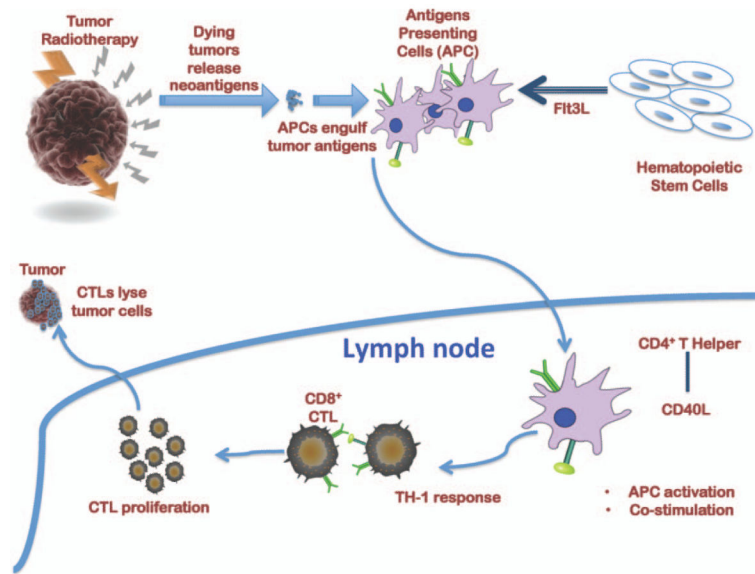 Tumor
Radiotherapy
Dying
tumors
release
neoantigens
APCs engulf
tumor antigens
Antigens
Presenting
Cells (APC)
Flt3L
Hematopoietic
Stem Cells
Tumor
CTLs lyse
tumor cells
Lymph node
CD4⁺ T Helper
CD40L
CD8⁺
CTL
TH-1 response
CTL proliferation
• APC activation
• Co-stimulation